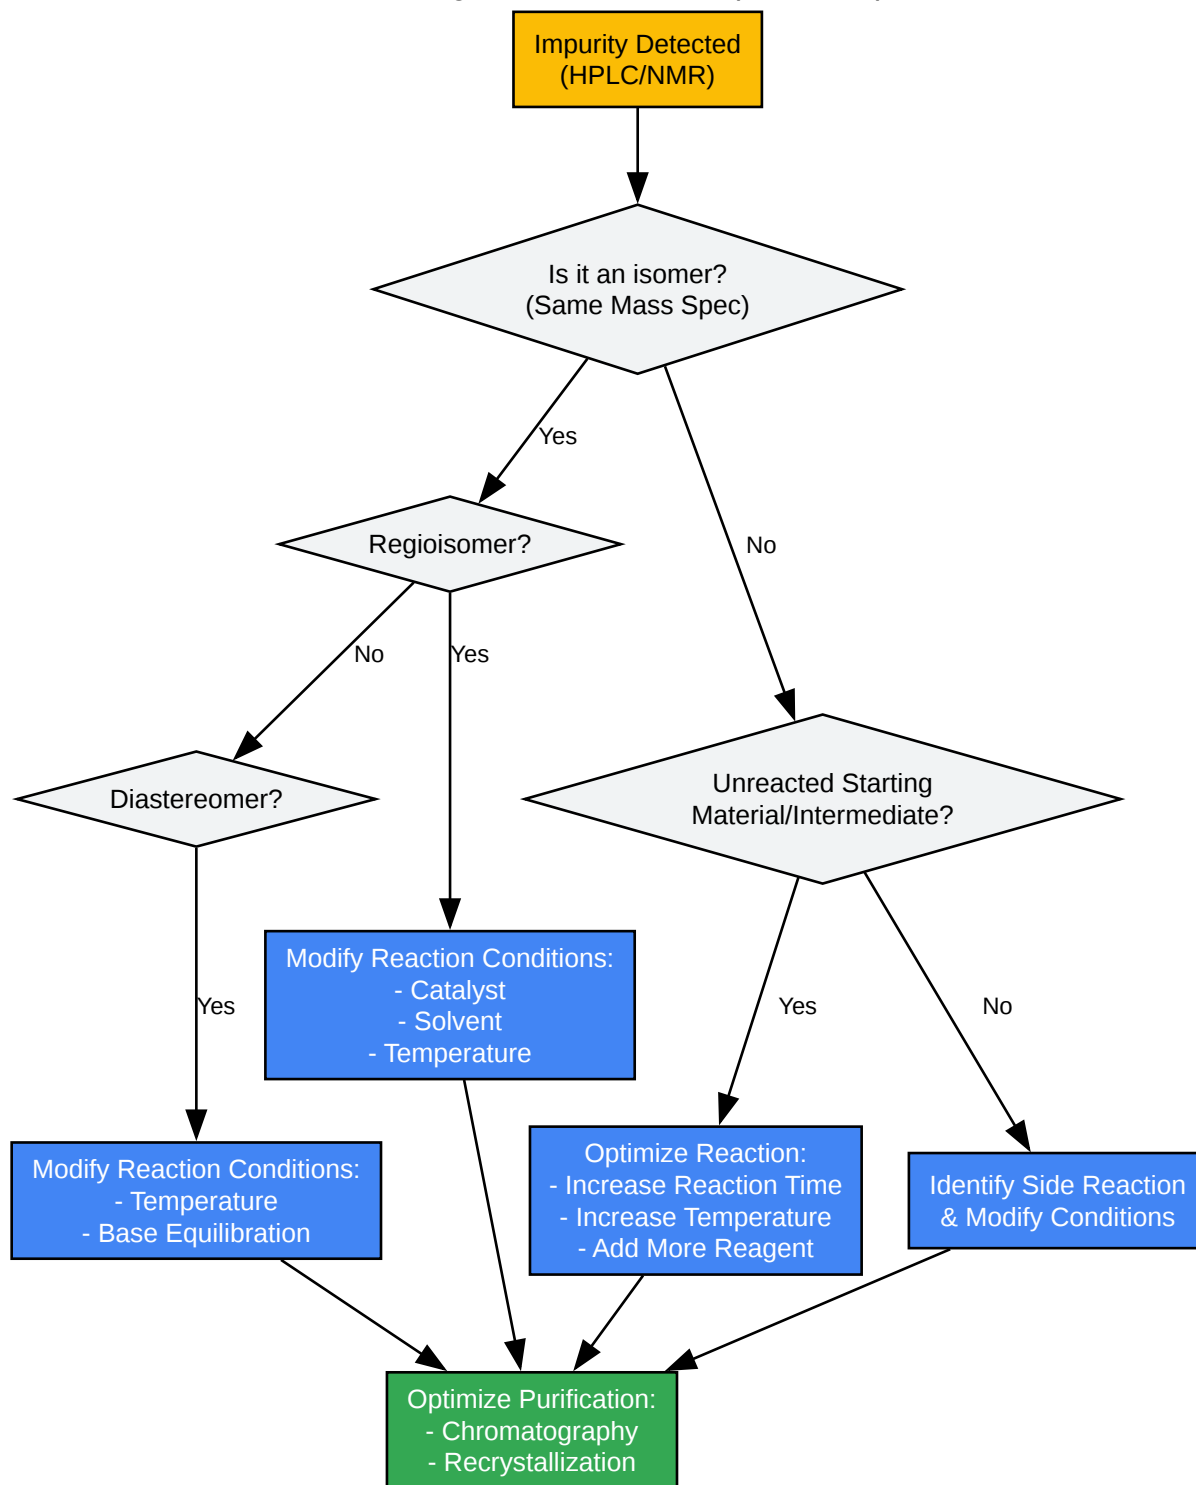 Impurity Detected
(HPLC/NMR)
Is it an isomer?
(Same Mass Spec)
Yes
No
Regioisomer?
No
Yes
Diastereomer?
Unreacted Starting
Material/Intermediate?
Yes
Yes
No
Modify Reaction Conditions:
- Catalyst
- Solvent
- Temperature
Modify Reaction Conditions:
- Temperature
- Base Equilibration
Optimize Reaction:
- Increase Reaction Time
- Increase Temperature
- Add More Reagent
Identify Side Reaction
& Modify Conditions
Optimize Purification:
- Chromatography
- Recrystallization